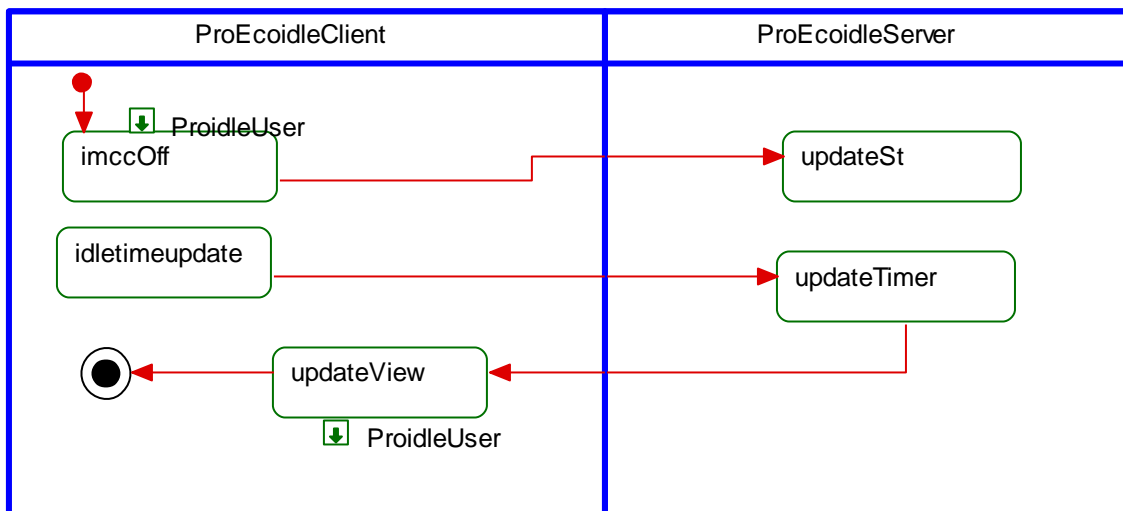 ProEcoidleClient
ProEcoidleServer
ProidleUser
imccOff
updateSt
idletimeupdate
updateTimer
updateView
ProidleUser